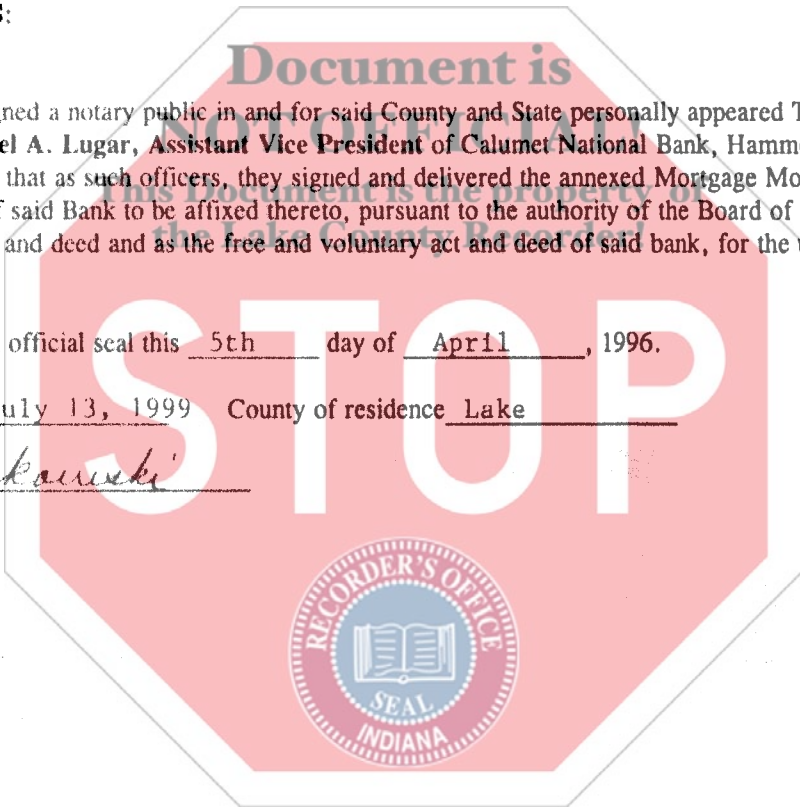 Document is
NOT OFFICIAL!
This Document is the property of
the Lake County Recorder!
ned a notary public in and for said County and State personally appeared T
el A. Lugar, Assistant Vice President of Calumet National Bank, Hamm
that as such officers, they signed and delivered the annexed Mortgage Mo
f said Bank to be affixed thereto, pursuant to the authority of the Board of
and deed and as the free and voluntary act and deed of said bank, for the
official seal this 5th day of April, 1996.
uly 13, 1999 County of residence Lake
kowski
STOP
RECORDER'S OFFICE
SEAL
INDIANA